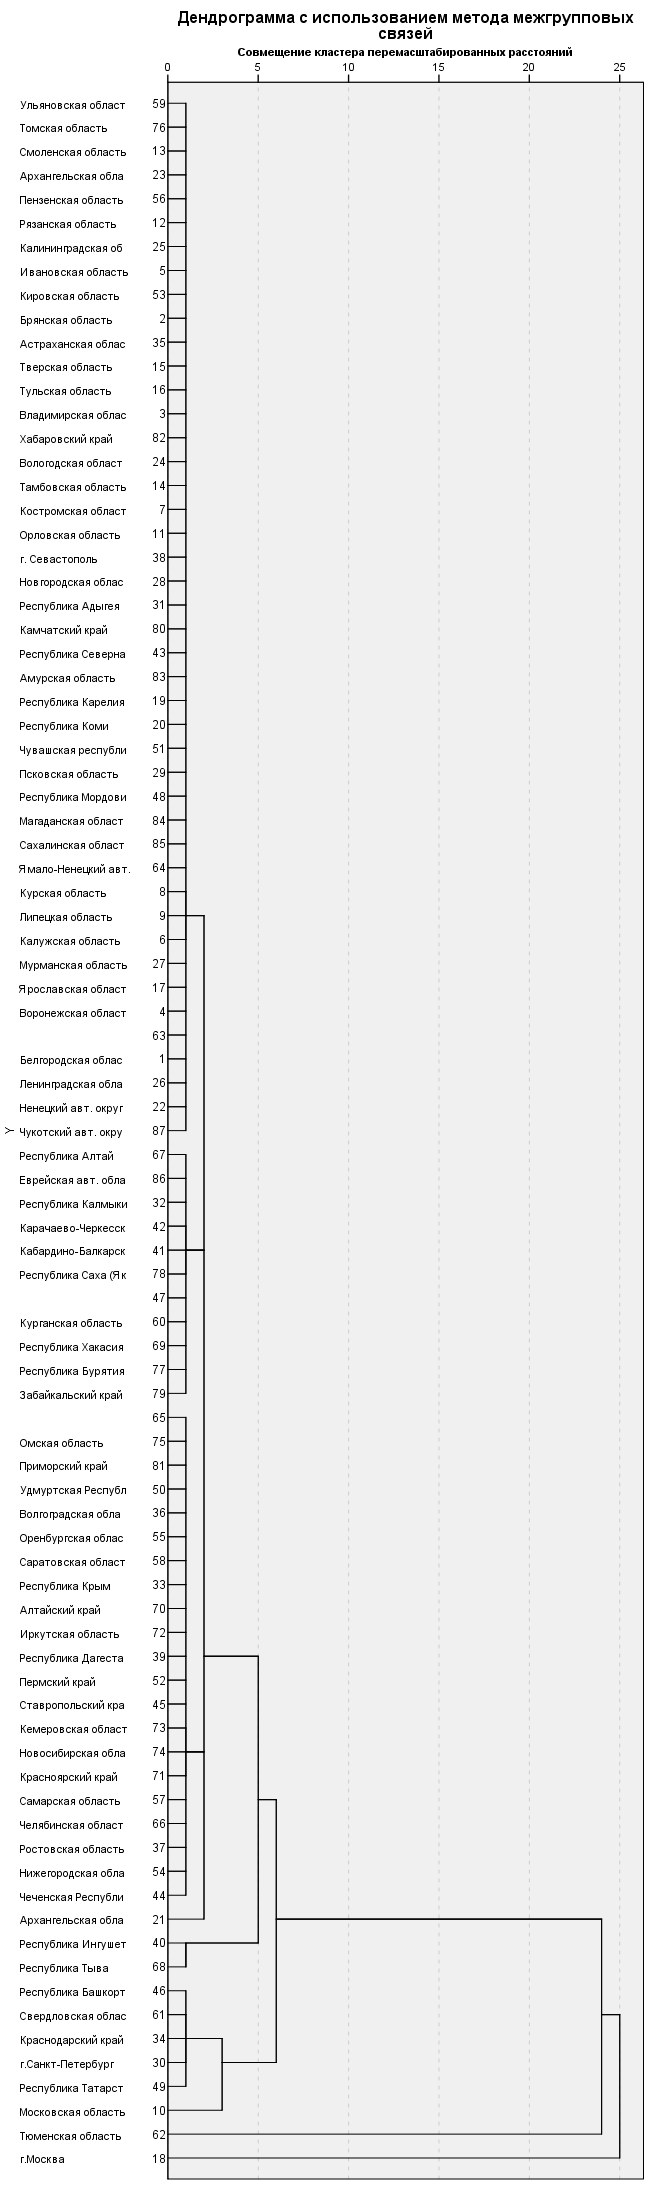 Дендрограмма с использованием метода межгрупповых
связей
Совмещение кластера перемасштабированных расстояний
0 5 10 15 20 25
Ульяновская област 59
Томская область 76
Смоленская область 13
Архангельская обла 23
Пензенская область 56
Рязанская область 12
Калининградская об 25
Ивановская область 5
Кировская область 53
Брянская область 2
Астраханская облас 35
Тверская область 15
Тульская область 16
Владимирская облас 3
Хабаровский край 82
Вологодская област 24
Тамбовская область 14
Костромская област 7
Орловская область 11
г. Севастополь 38
Новгородская облас 28
Республика Адыгея 31
Камчатский край 80
Республика Северна 43
Амурская область 83
Республика Карелия 19
Республика Коми 20
Чувашская республи 51
Псковская область 29
Республика Мордови 48
Магаданская област 84
Сахалинская област 85
Ямало-Ненецкий авт. 64
Курская область 8
Липецкая область 9
Калужская область 6
Мурманская область 27
Ярославская област 17
Воронежская област 4
63
Белгородская облас 1
Ленинградская обла 26
Ненецкий авт. округ 22
Y
Чукотский авт. окру 87
Республика Алтай 67
Еврейская авт. обла 86
Республика Калмыки 32
Карачаево-Черкесск 42
Кабардино-Балкарск 41
Республика Саха (Як 78
47
Курганская область 60
Республика Хакасия 69
Республика Бурятия 77
Забайкальский край 79
65
Омская область 75
Приморский край 81
Удмуртская Республ 50
Волгоградская обла 36
Оренбургская облас 55
Саратовская област 58
Республика Крым 33
Алтайский край 70
Иркутская область 72
Республика Дагеста 39
Пермский край 52
Ставропольский кра 45
Кемеровская област 73
Новосибирская обла 74
Красноярский край 71
Самарская область 57
Челябинская област 66
Ростовская область 37
Нижегородская обла 54
Чеченская Республи 44
Архангельская обла 21
Республика Ингушет 40
Республика Тыва 68
Республика Башкорт 46
Свердловская облас 61
Краснодарский край 34
г.Санкт-Петербург 30
Республика Татарст 49
Московская область 10
Тюменская область 62
г.Москва 18